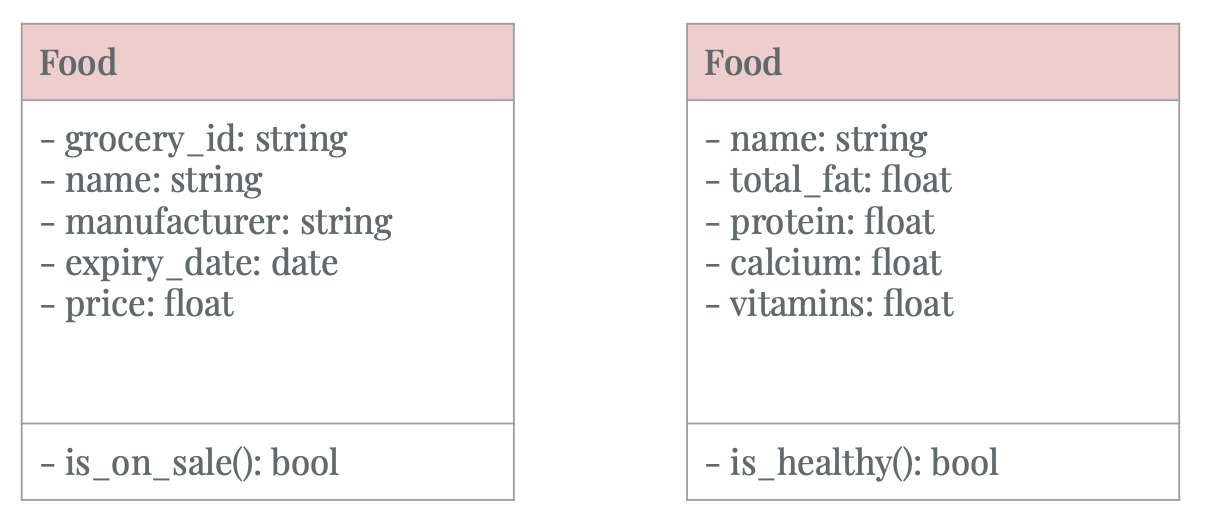 Food
- grocery_id: string
- name: string
- manufacturer: string
- expiry_date: date
- price: float
- is_on_sale(): bool
Food
- name: string
- total_fat: float
- protein: float
- calcium: float
- vitamins: float
- is_healthy(): bool